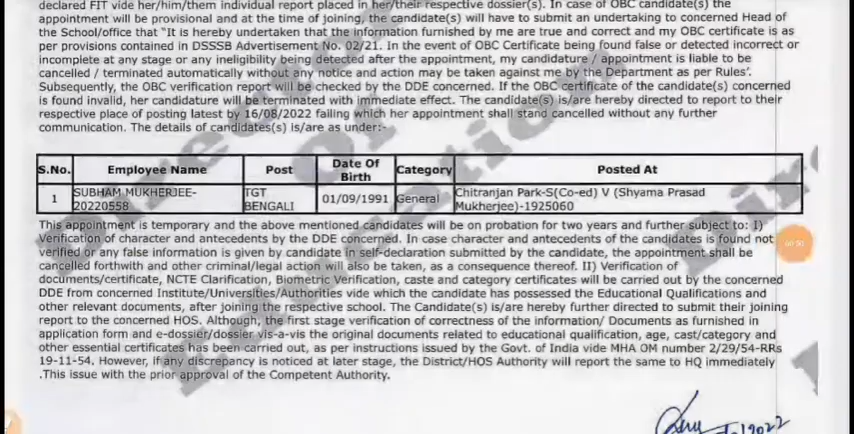 declared FIT vide her/him/them individual report placed in her/their respective dossier(s). In case of OBC candidate(s) the
appointment will be provisional and at the time of joining, the candidate(s) will have to submit an undertaking to concerned Head of
the School/office that "It is hereby undertaken that the information furnished by me are true and correct and my OBC certificate is as
per provisions contained in DSSSB Advertisement No. 02/21. In the event of OBC Certificate being found false or detected incorrect or
incomplete at any stage or any ineligibility being detected after the appointment, my candidature / appointment is liable to be
cancelled / terminated automatically without any notice and action may be taken against me by the Department as per Rules'.
Subsequently, the OBC verification report will be checked by the DDE concerned. If the OBC certificate of the candidate(s) concerned
is found invalid, her candidature will be terminated with immediate effect. The candidate(s) is/are hereby directed to report to their
respective place of posting latest by 16/08/2022 failing which her appointment shall stand cancelled without any further
communication. The details of candidates(s) is/are as under:-
S.No. Employee Name Post Date Of Birth Category Posted At
1 SUBHAM MUKHERJEE-20220558 TGT BENGALI 01/09/1991 General Chitranjan Park-S(Co-ed) V (Shyama Prasad Mukherjee)-1925060
This appointment is temporary and the above mentioned candidates will be on probation for two years and further subject to: I)
Verification of character and antecedents by the DDE concerned. In case character and antecedents of the candidates is found not
verified or any false information is given by candidate in self-declaration submitted by the candidate, the appointment shall be
cancelled forthwith and other criminal/legal action will also be taken, as a consequence thereof. II) Verification of
documents/certificate, NCTE Clarification, Biometric Verification, caste and category certificates will be carried out by the concerned
DDE from concerned Institute/Universities/Authorities vide which the candidate has possessed the Educational Qualifications and
other relevant documents, after joining the respective school. The Candidate(s) is/are hereby further directed to submit their joining
report to the concerned HOS. Although, the first stage verification of correctness of the information/ Documents as furnished in
application form and e-dossier/dossier vis-a-vis the original documents related to educational qualification, age, cast/category and
other essential certificates has been carried out, as per instructions issued by the Govt. of India vide MHA OM number 2/29/54-RRs
19-11-54, However, if any discrepancy is noticed at later stage, the District/HOS Authority will report the same to HQ immediately
.This issue with the prior approval of the Competent Authority.